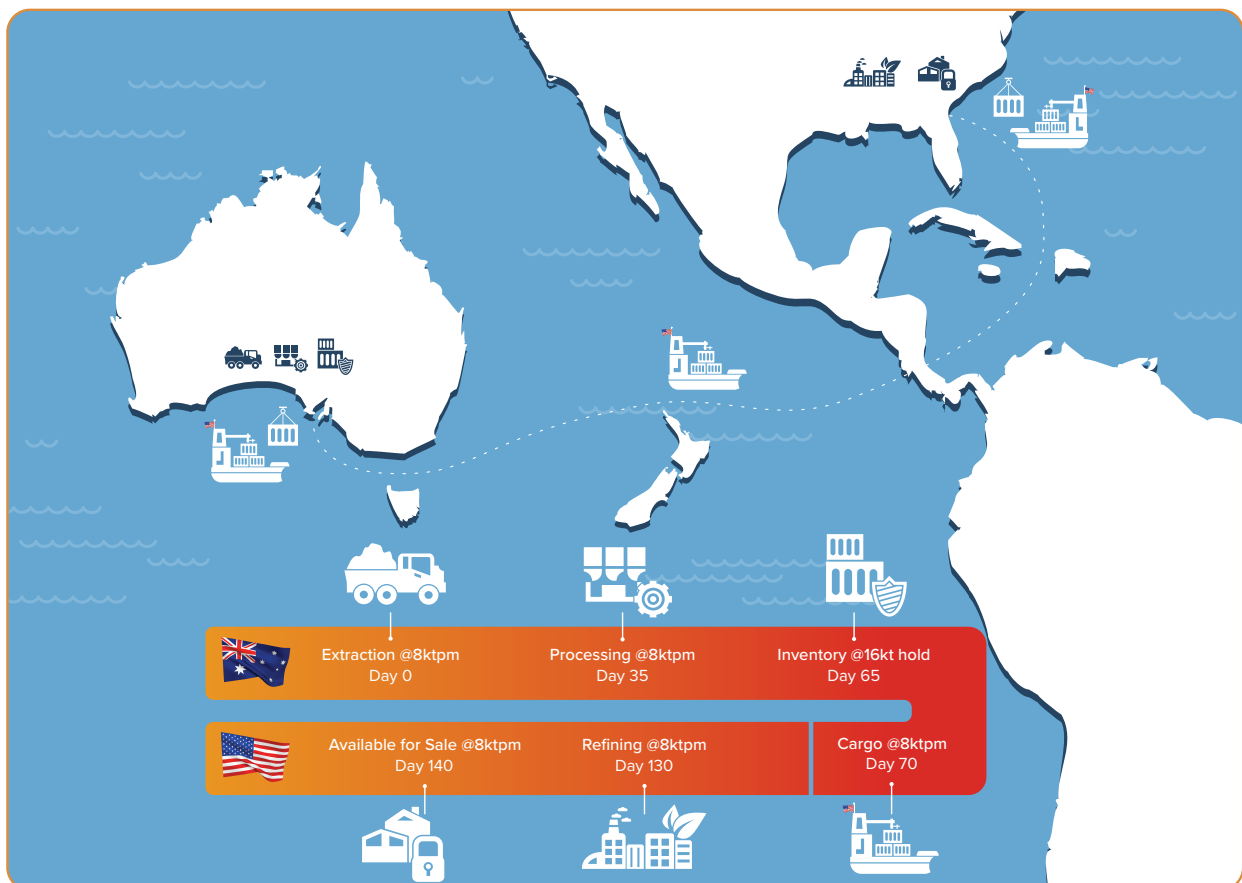 Extraction @8ktpm
Day 0
Processing @8ktpm
Day 35
Inventory @16kt hold
Day 65
Available for Sale @8ktpm
Day 140
Refining @8ktpm
Day 130
Cargo @8ktpm
Day 70